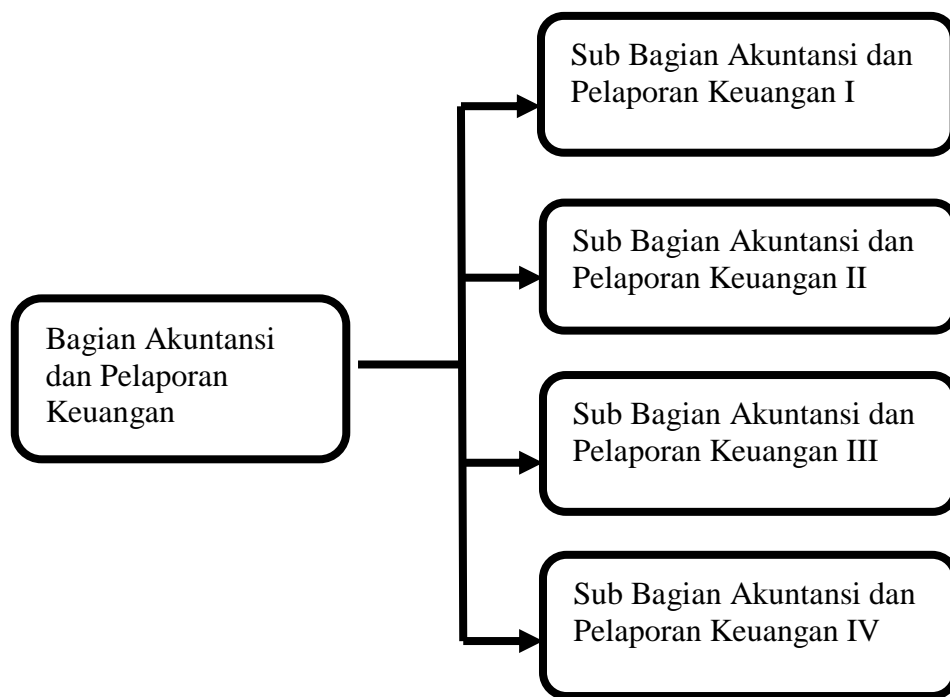 Sub Bagian Akuntansi dan
Pelaporan Keuangan I
Sub Bagian Akuntansi dan
Pelaporan Keuangan II
Bagian Akuntansi
dan Pelaporan
Keuangan
Sub Bagian Akuntansi dan
Pelaporan Keuangan III
Sub Bagian Akuntansi dan
Pelaporan Keuangan IV